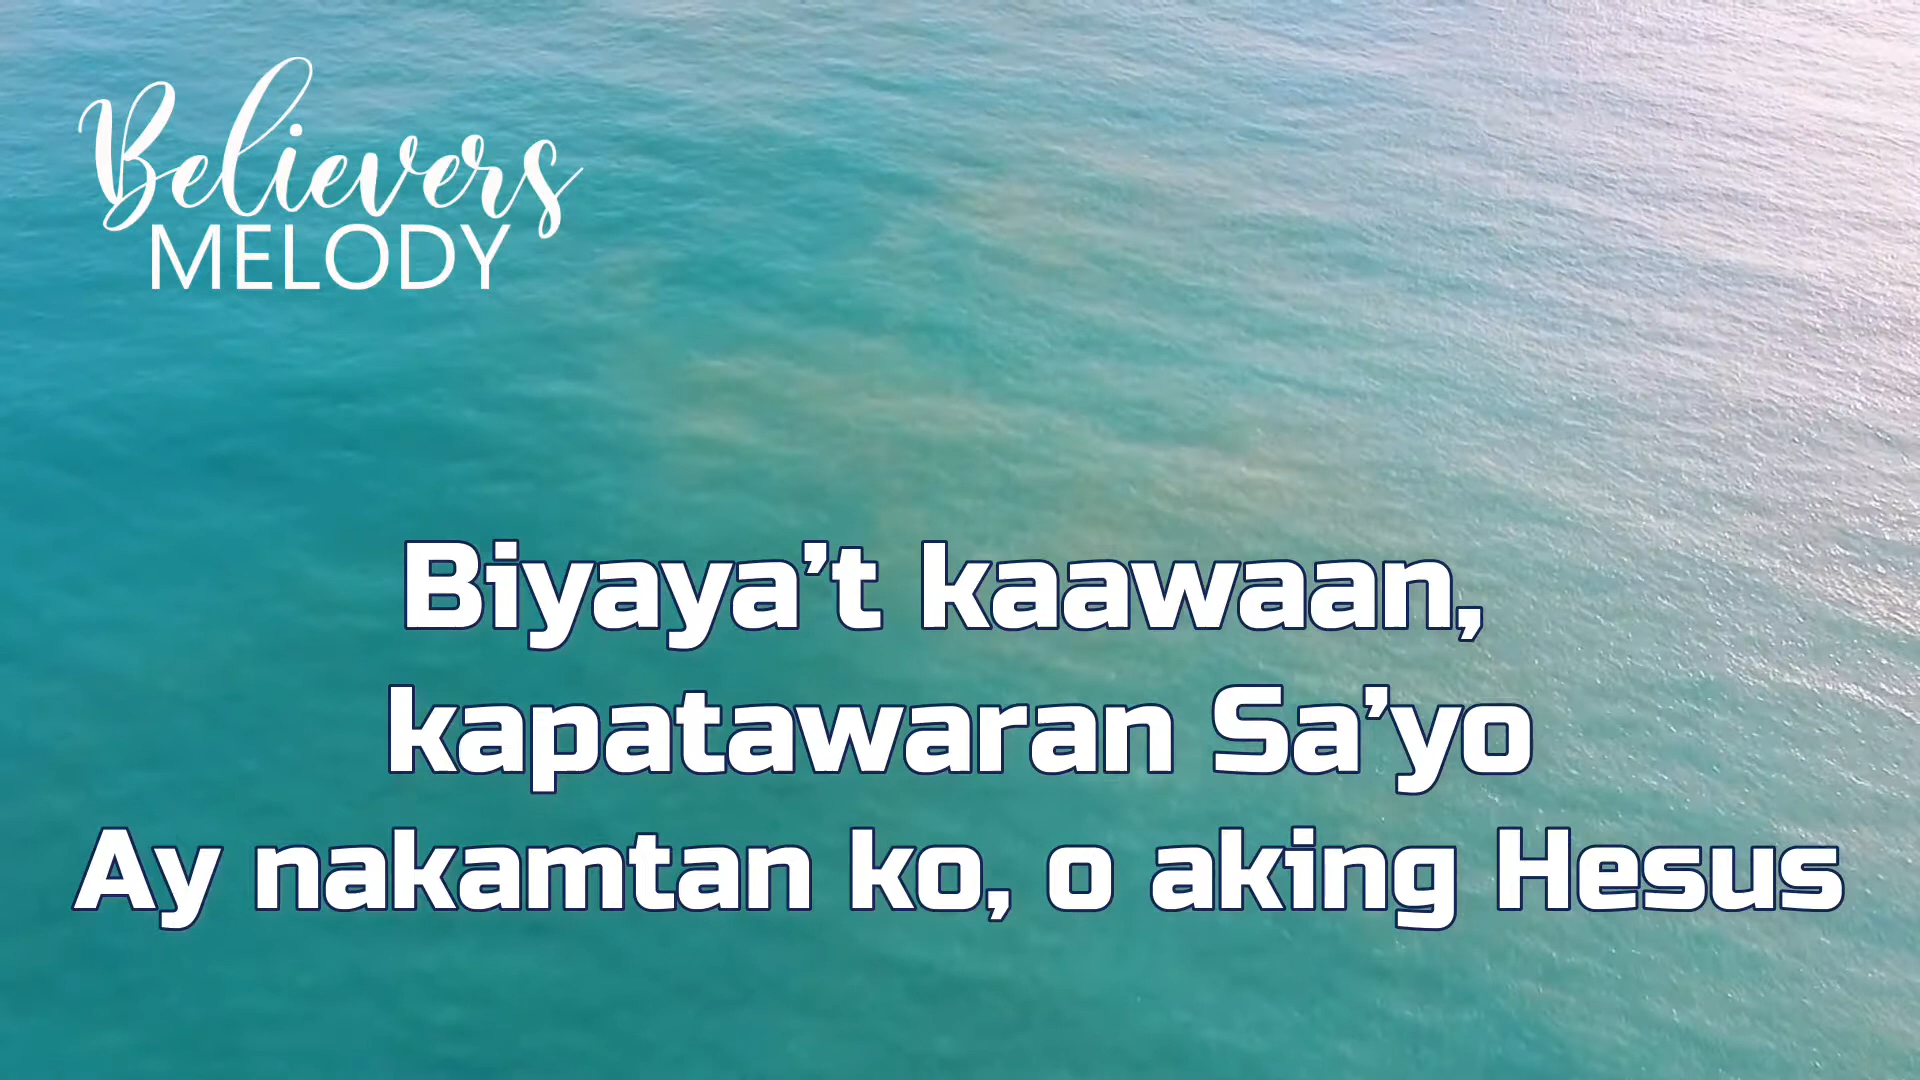 Believers
MELODY
Biyaya’t kaawaan,
kapatawaran Sa’yo
Ay nakamtan ko, o aking Hesus